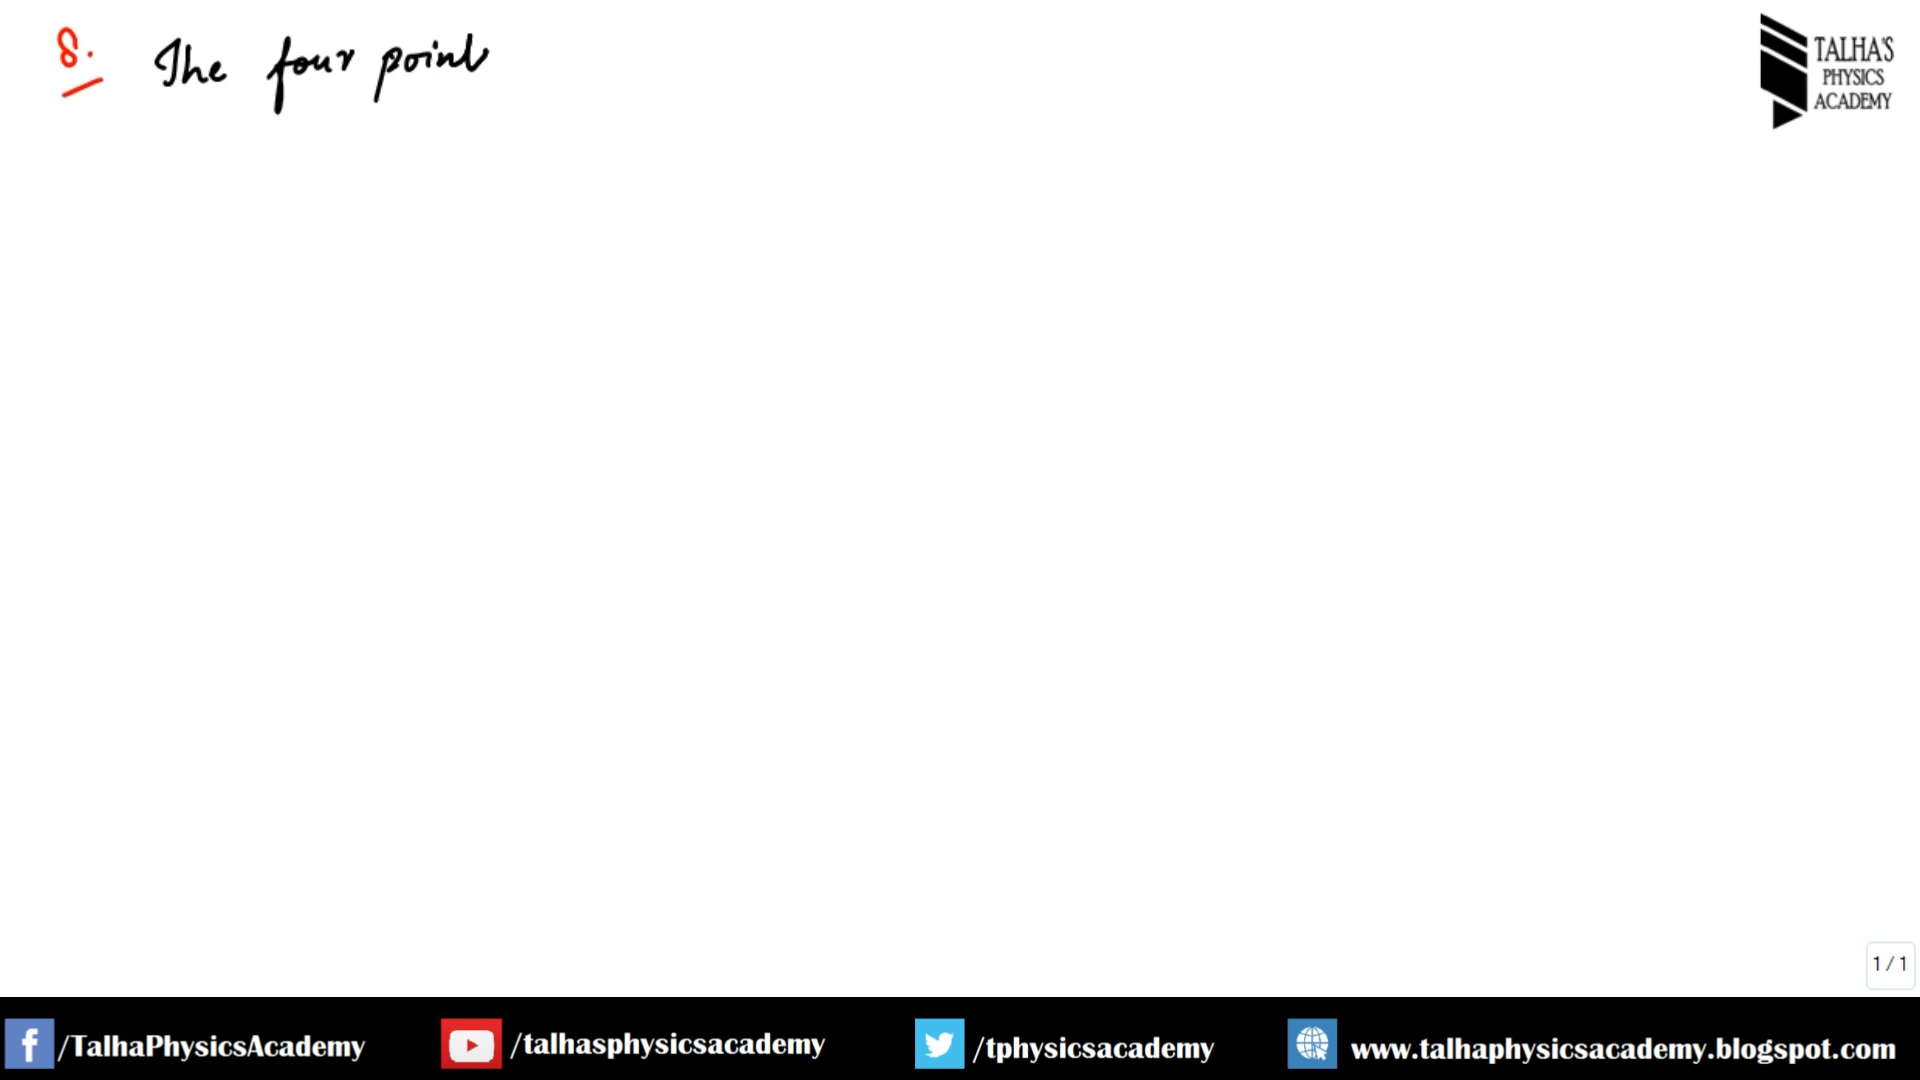 8. The four point
TALHA'S
PHYSICS
ACADEMY
1 / 1
/TalhaPhysicsAcademy
/talhasphysicsacademy
/tphysicsacademy
www.talhaphysicsacademy.blogspot.com